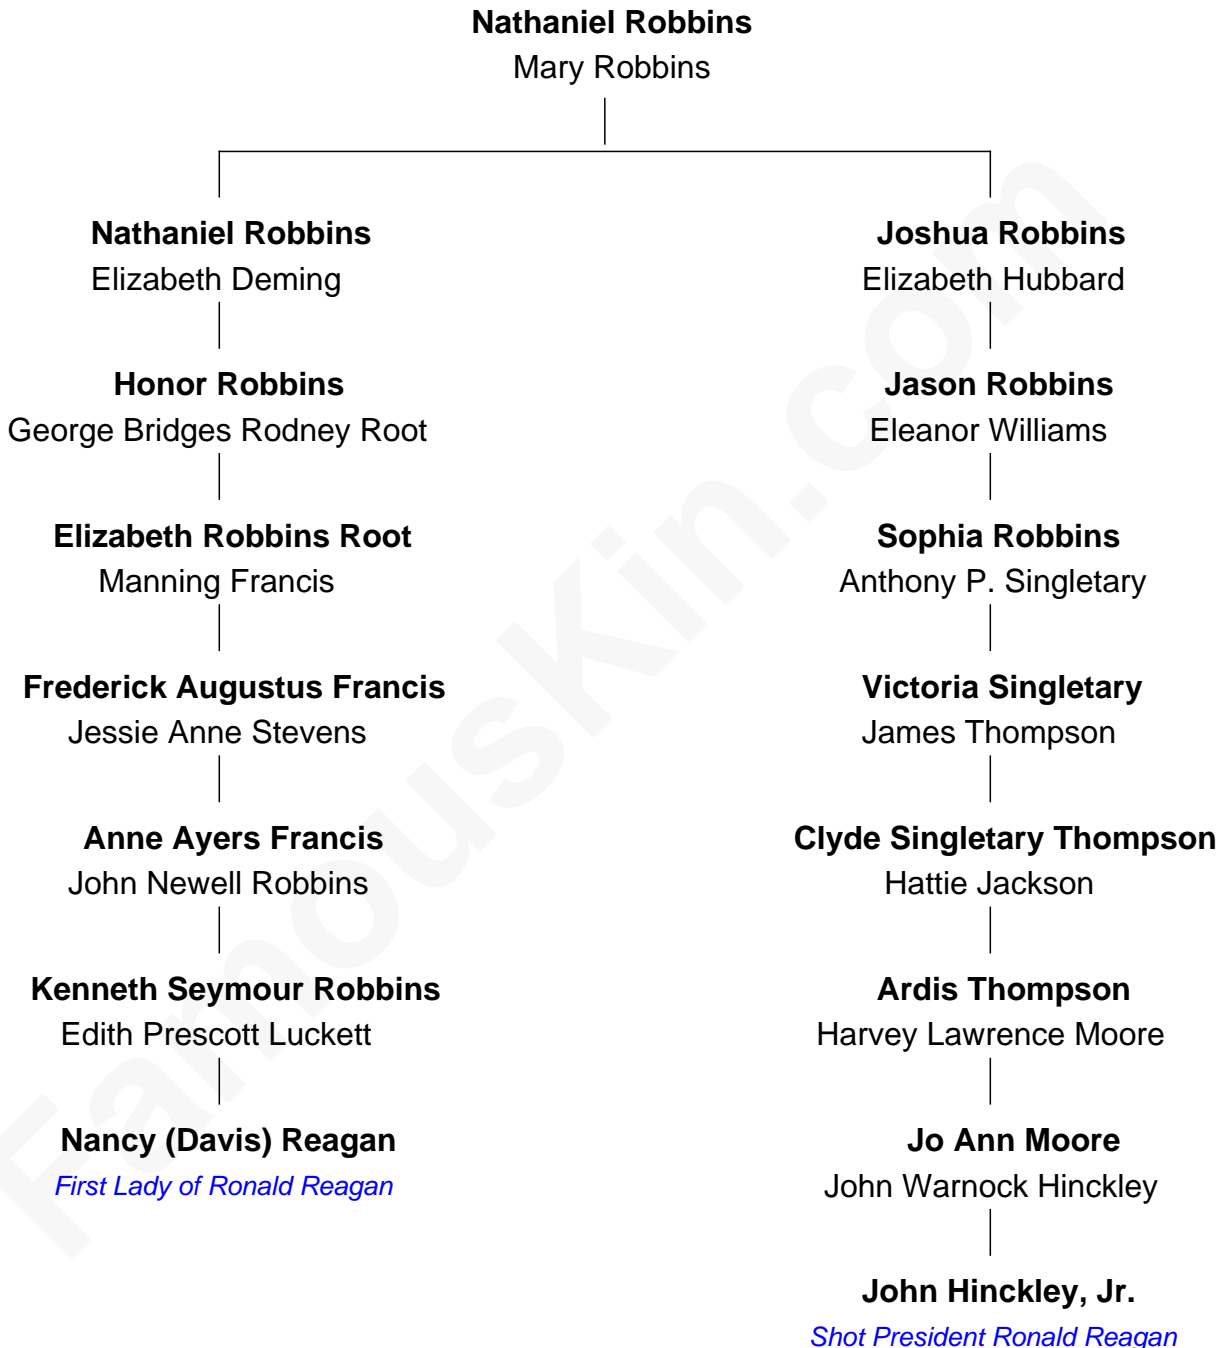 Nathaniel Robbins
Mary Robbins
Nathaniel Robbins
Elizabeth Deming
Joshua Robbins
Elizabeth Hubbard
Honor Robbins
George Bridges Rodney Root
Jason Robbins
Eleanor Williams
Elizabeth Robbins Root
Manning Francis
Sophia Robbins
Anthony P. Singletary
Frederick Augustus Francis
Jessie Anne Stevens
Victoria Singletary
James Thompson
Anne Ayers Francis
John Newell Robbins
Clyde Singletary Thompson
Hattie Jackson
Kenneth Seymour Robbins
Edith Prescott Luckett
Ardis Thompson
Harvey Lawrence Moore
Nancy (Davis) Reagan
First Lady of Ronald Reagan
Jo Ann Moore
John Warnock Hinckley
John Hinckley, Jr.
Shot President Ronald Reagan
FamousKin.com